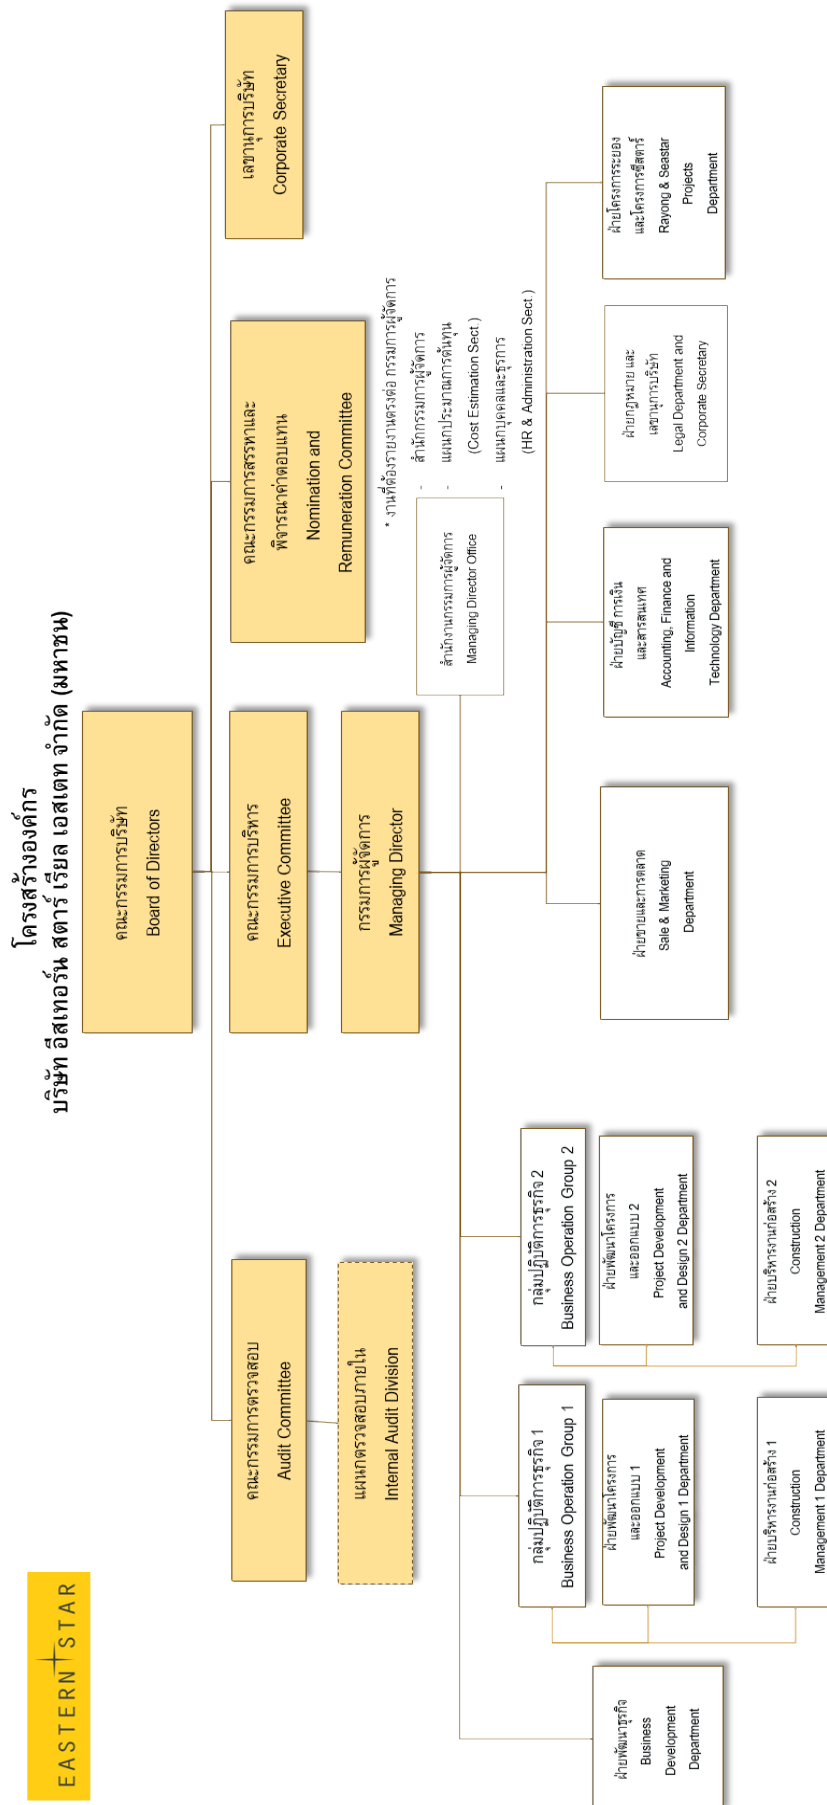 EASTERN STAR
โครงสร้างองค์กร
บริษัท อีสเทอร์น สตาร์ เรียล เอสเตท จำกัด (มหาชน)
คณะกรรมการบริษัท
Board of Directors
คณะกรรมการตรวจสอบ
Audit Committee
คณะกรรมการบริหาร
Executive Committee
คณะกรรมการสรรหาและ
พิจารณาค่าตอบแทน
Nomination and
Remuneration Committee
เลขานุการบริษัท
Corporate Secretary
แผนกตรวจสอบภายใน
Internal Audit Division
กรรมการผู้จัดการ
Managing Director
* งานที่ต้องรายงานตรงต่อ กรรมการผู้จัดการ
- สำนักกรรมการผู้จัดการ
- แผนกประมาณการต้นทุน
(Cost Estimation Sect.)
- แผนกบุคคลและธุรการ
(HR & Administration Sect.)
สำนักงานกรรมการผู้จัดการ
Managing Director Office
ฝ่ายพัฒนาธุรกิจ
Business
Development
Department
กลุ่มปฏิบัติการธุรกิจ 1
Business Operation Group 1
ฝ่ายพัฒนาโครงการ
และออกแบบ 1
Project Development
and Design 1 Department
ฝ่ายบริหารงานก่อสร้าง 1
Construction
Management 1 Department
กลุ่มปฏิบัติการธุรกิจ 2
Business Operation Group 2
ฝ่ายพัฒนาโครงการ
และออกแบบ 2
Project Development
and Design 2 Department
ฝ่ายบริหารงานก่อสร้าง 2
Construction
Management 2 Department
ฝ่ายขายและการตลาด
Sale & Marketing
Department
ฝ่ายบัญชี การเงิน
และสารสนเทศ
Accounting, Finance and
Information
Technology Department
ฝ่ายกฎหมาย และ
เลขานุการบริษัท
Legal Department and
Corporate Secretary
ฝ่ายโครงการระยอง
และโครงการซีสตาร์
Rayong & Seastar
Projects
Department